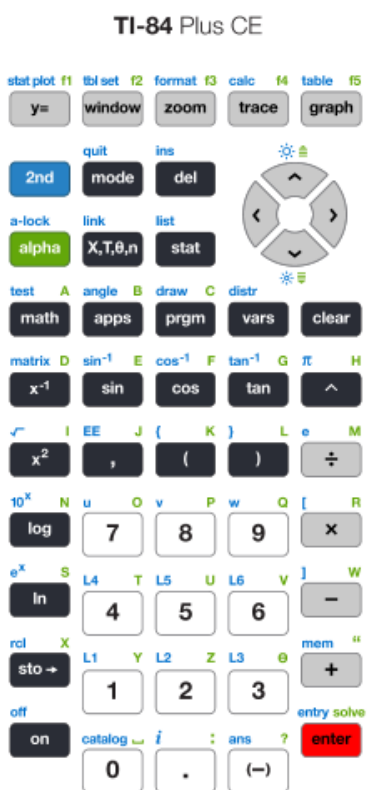 TI-84 Plus CE
stat plot f1 tbl set f2 format f3 calc f4 table f5
y= window zoom trace graph
quit ins
2nd mode del
a-lock link list
alpha X,T,θ,n stat
test A angle B draw C distr
math apps prgm vars clear
matrix D sin⁻¹ E cos⁻¹ F tan⁻¹ G π H
x⁻¹ sin cos tan ^
√‾ I EE J { K } L e M
x² , ( ) ÷
10ˣ N u O v P w Q [ R
log 7 8 9 ×
eˣ S L4 T L5 U L6 V ] W
ln 4 5 6 −
rcl X L1 Y L2 Z L3 θ mem “
sto→ 1 2 3 +
off catalog ⎵ i : ans ? entry solve
on 0 . (−) enter